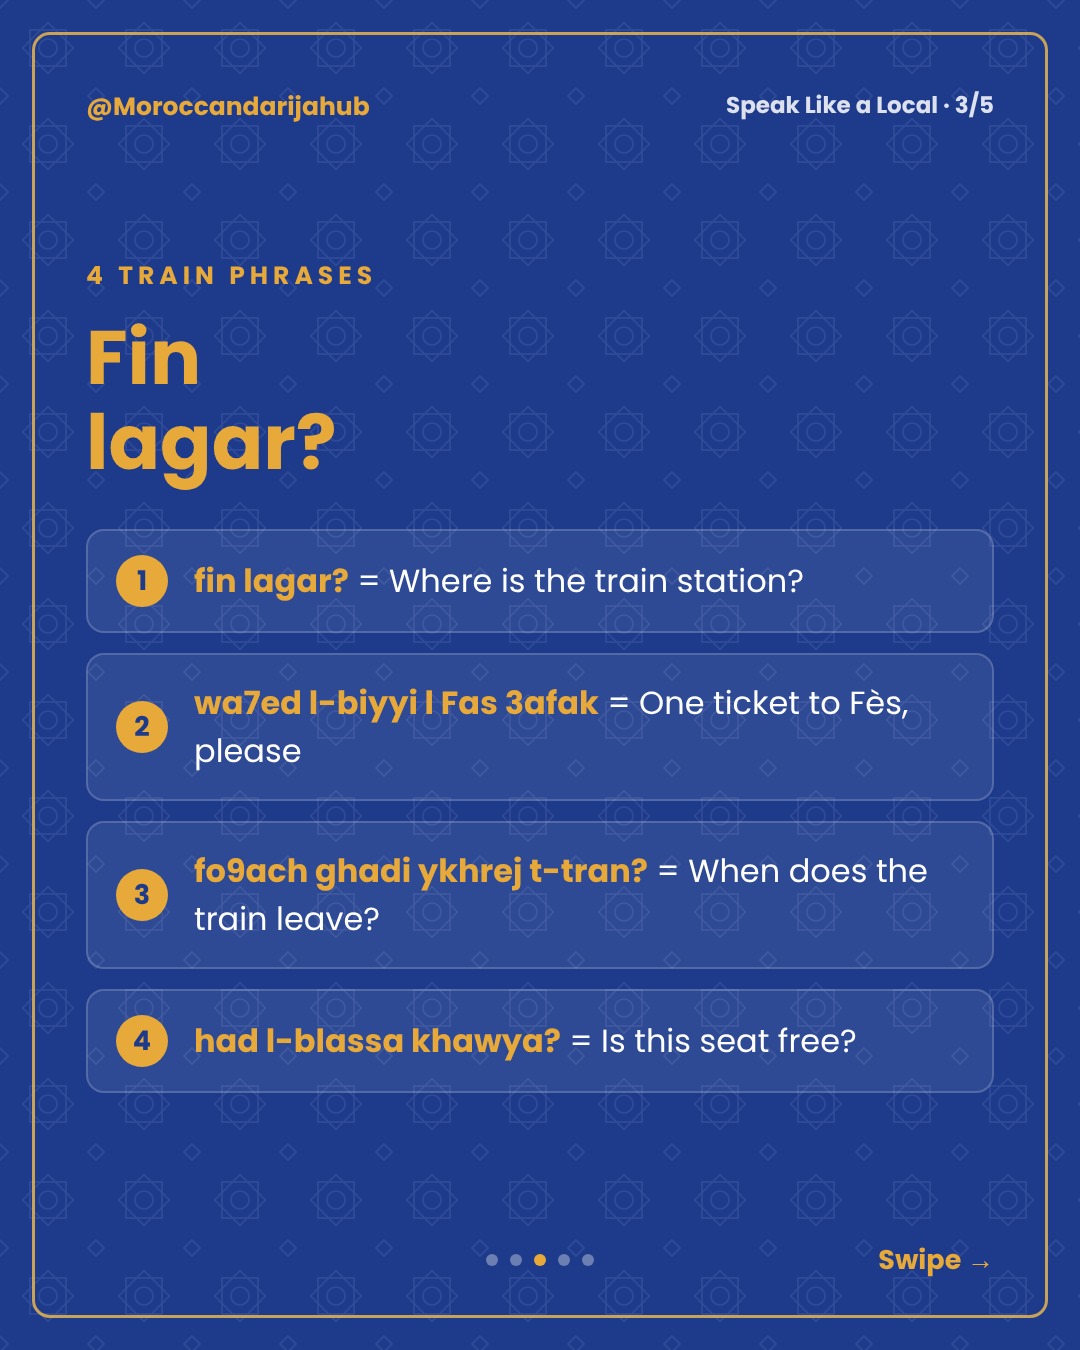 @Moroccandarijahub
Speak Like a Local · 3/5
4 TRAIN PHRASES
Fin
lagar?
1 fin lagar? = Where is the train station?
2 wa7ed l-biyyi l Fas 3afak = One ticket to Fès,
please
3 fo9ach ghadi ykhrej t-tran? = When does the
train leave?
4 had l-blassa khawya? = Is this seat free?
Swipe →